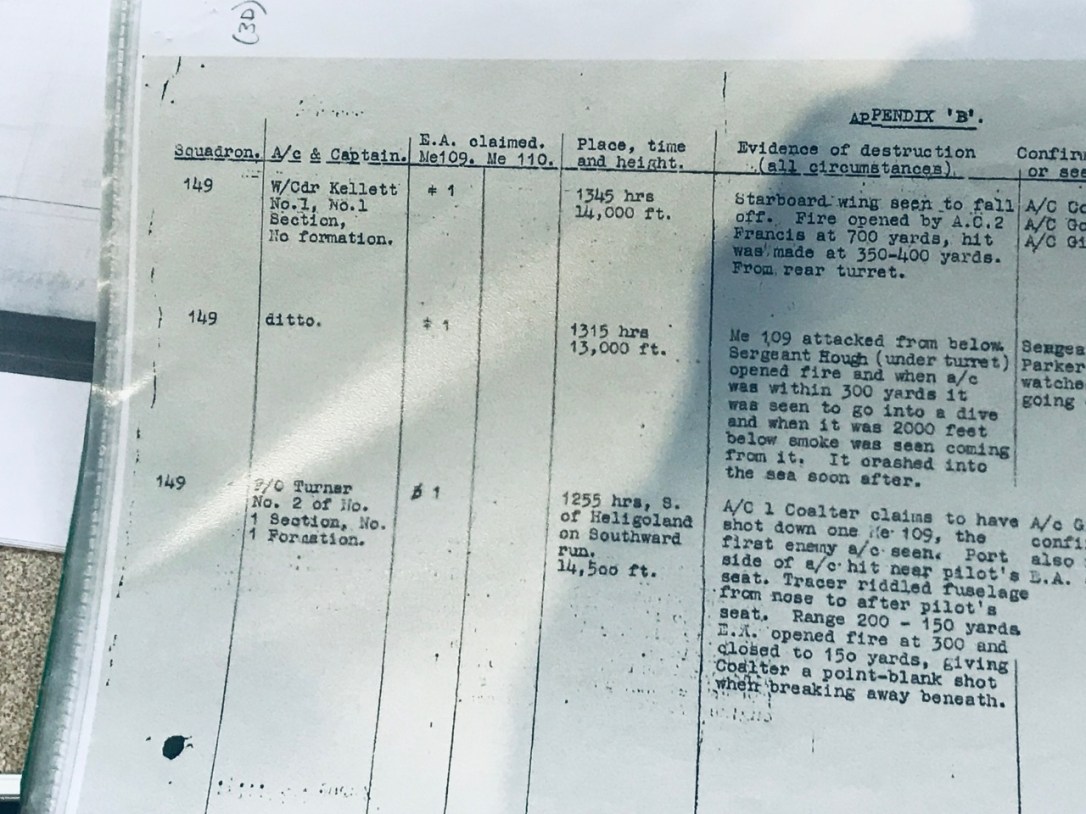 (3D)
APPENDIX 'B'.
Squadron. A/c & Captain. E.A. claimed. Me109. Me 110. Place, time and height. Evidence of destruction (all circumstances). or
149 W/Cdr Kellett * 1 1345 hrs Starboard wing seen to fall A/C
No.1, No.1 14,000 ft. off. Fire opened by A.C.2 A/C
Section, Francis at 700 yards, hit A/C
No formation. was made at 350-400 yards.
From rear turret.
149 ditto. * 1 1315 hrs Me 109 attacked from below.
13,000 ft. Sergeant Hough (under turret) Parker
opened fire and when a/c
was within 300 yards it going
was seen to go into a dive
and when it was 2000 feet
below smoke was seen coming
from it. It crashed into
the sea soon after.
149 Turner 1 1255 hrs, S. A/C 1 Coalter claims to have A/c
No. 2 of No. of Heligoland shot down one Me 109, the
1 Section, No. on Southward first enemy a/c seen. Port also
1 Formation. run. side of a/c hit near pilot's E.A.
14,500 ft. seat. Tracer riddled fuselage
from nose to after pilot's
seat. Range 200 - 150 yards
E.A. opened fire at 300 and
closed to 150 yards, giving
Coalter a point-blank shot
when breaking away beneath.